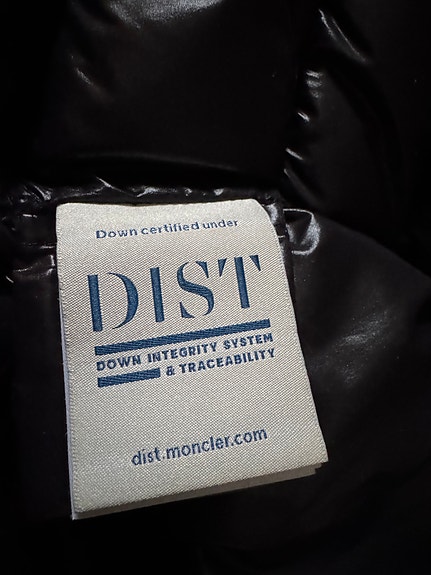 Down certified under
DIST
DOWN INTEGRITY SYSTEM
& TRACEABILITY
dist.moncler.com